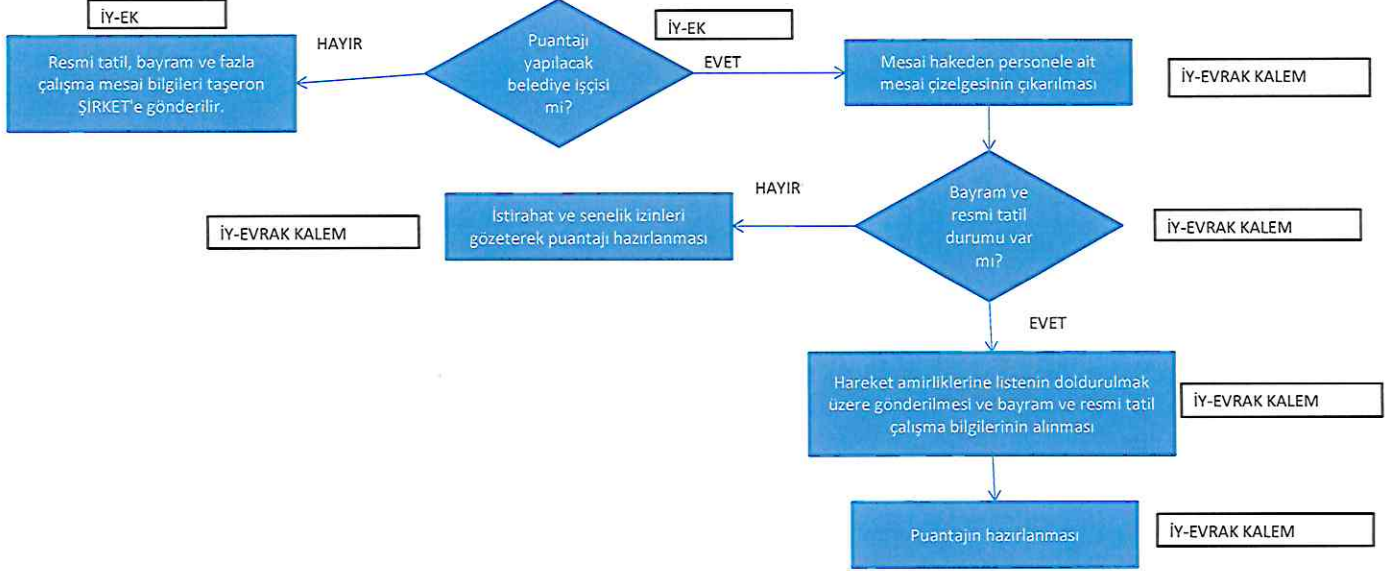 İY-EK
Resmi tatil, bayram ve fazla
çalışma mesai bilgileri taşeron
ŞİRKET'e gönderilir.
HAYIR
Puantajı
yapılacak
belediye işçisi
mi?
İY-EK
EVET
Mesai hakeden personele ait
mesai çizelgesinin çıkarılması
İY-EVRAK KALEM
Bayram ve
resmi tatil
durumu var
mı?
İY-EVRAK KALEM
HAYIR
İstirahat ve senelik izinleri
gözeterek puantajı hazırlanması
İY-EVRAK KALEM
EVET
Hareket amirliklerine listenin doldurulmak
üzere gönderilmesi ve bayram ve resmi tatil
çalışma bilgilerinin alınması
İY-EVRAK KALEM
Puantajın hazırlanması
İY-EVRAK KALEM